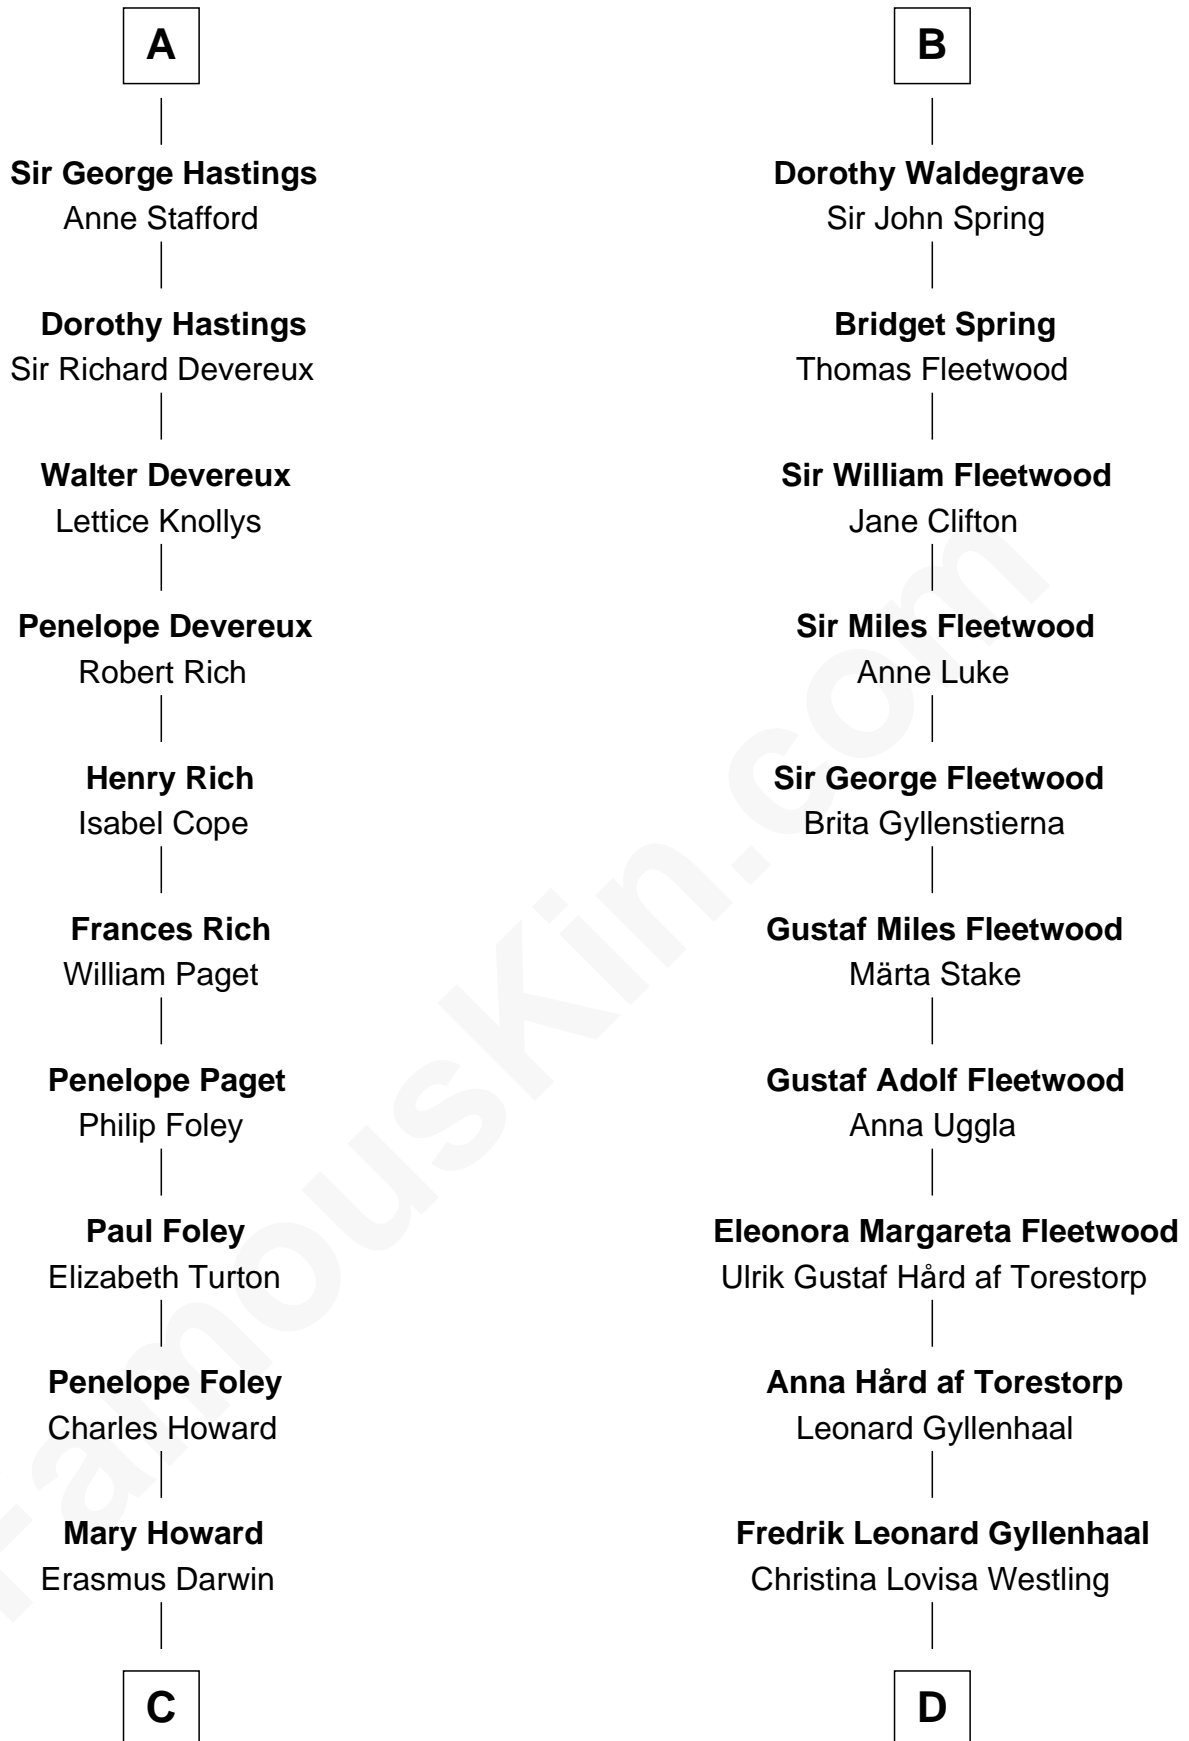 A
Sir George Hastings
Anne Stafford
Dorothy Hastings
Sir Richard Devereux
Walter Devereux
Lettice Knollys
Penelope Devereux
Robert Rich
Henry Rich
Isabel Cope
Frances Rich
William Paget
Penelope Paget
Philip Foley
Paul Foley
Elizabeth Turton
Penelope Foley
Charles Howard
Mary Howard
Erasmus Darwin
C
B
Dorothy Waldegrave
Sir John Spring
Bridget Spring
Thomas Fleetwood
Sir William Fleetwood
Jane Clifton
Sir Miles Fleetwood
Anne Luke
Sir George Fleetwood
Brita Gyllenstierna
Gustaf Miles Fleetwood
Märta Stake
Gustaf Adolf Fleetwood
Anna Uggla
Eleonora Margareta Fleetwood
Ulrik Gustaf Hård af Torestorp
Anna Hård af Torestorp
Leonard Gyllenhaal
Fredrik Leonard Gyllenhaal
Christina Lovisa Westling
D
FamousKin.com